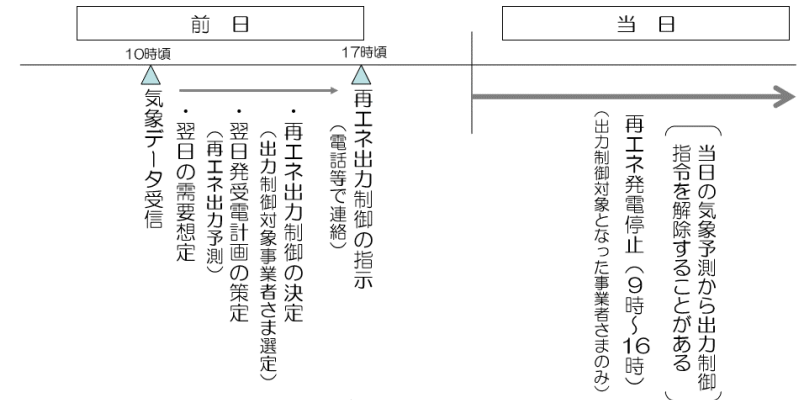 前 日
当 日
10時頃
17時頃
気象データ受信
・翌日の需要想定
（再エネ出力予測）
・翌日発受電計画の策定
（出力制御対象事業者さま選定）
・再エネ出力制御の決定
（電話等で連絡）
再エネ出力制御の指示
（出力制御対象となった事業者さまのみ）
再エネ発電停止（9時～16時）
当日の気象予測から出力制御
指令を解除することがある